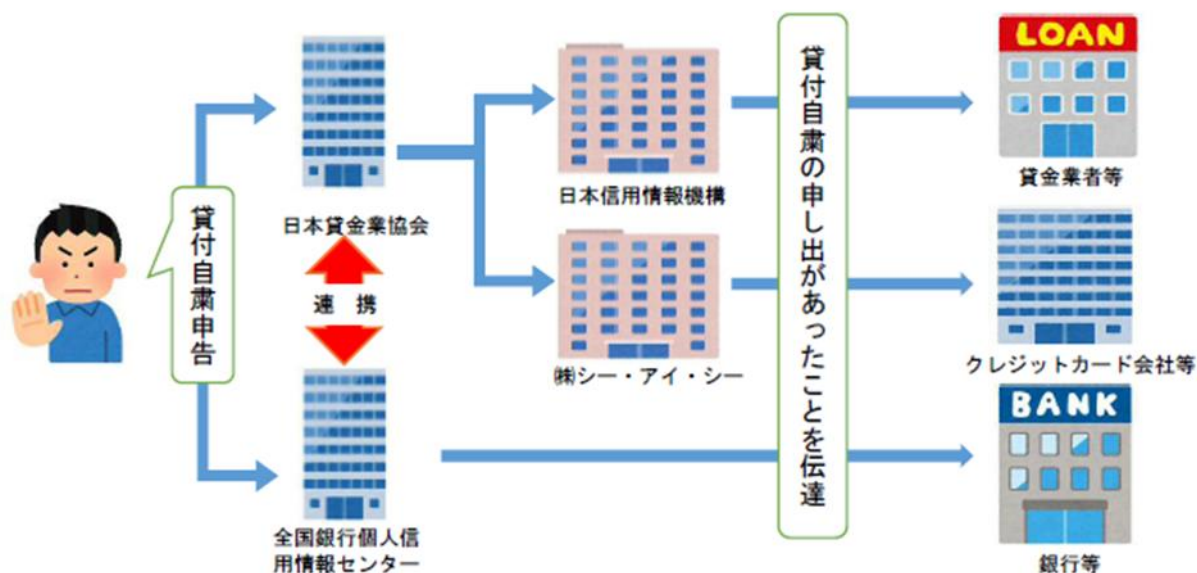 貸付自粛申告
日本貸金業協会
連 携
全国銀行個人信
用情報センター
日本信用情報機構
㈱シー・アイ・シー
貸付自粛の申し出があったことを伝達
LOAN
貸金業者等
クレジットカード会社等
BANK
銀行等